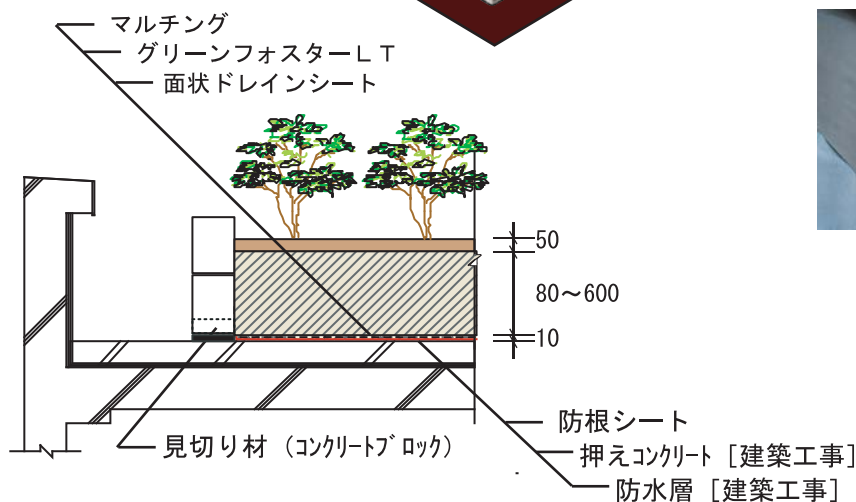 マルチング
グリーンフォスターＬＴ
面状ドレインシート
50
80～600
10
防根シート
見切り材（ｺﾝｸﾘｰﾄﾌﾞﾛｯｸ）
押えｺﾝｸﾘｰﾄ［建築工事］
防水層［建築工事］